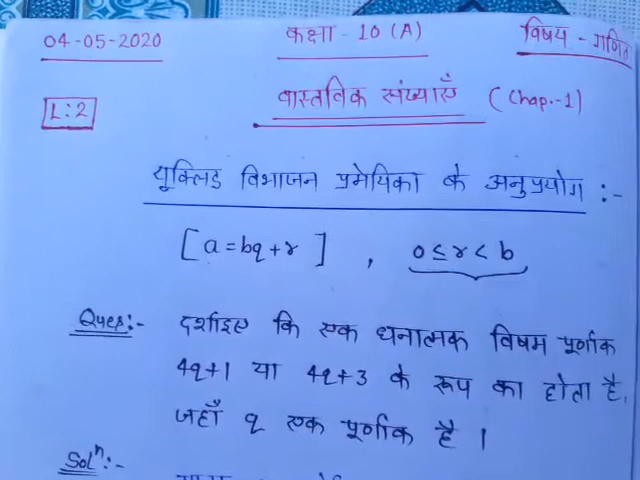 04-05-2020 कक्षा - 10 (A) विषय - गणित
L:2 वास्तविक संख्याएँ (Chap.-1)
यूक्लिड विभाजन प्रमेयिका के अनुप्रयोग :-
[a = bq + r] , 0 ≤ r < b
Ques:- दर्शाइए कि एक धनात्मक विषम पूर्णांक
4q+1 या 4q+3 के रूप का होता है,
जहाँ q एक पूर्णांक है ।
Solⁿ:-